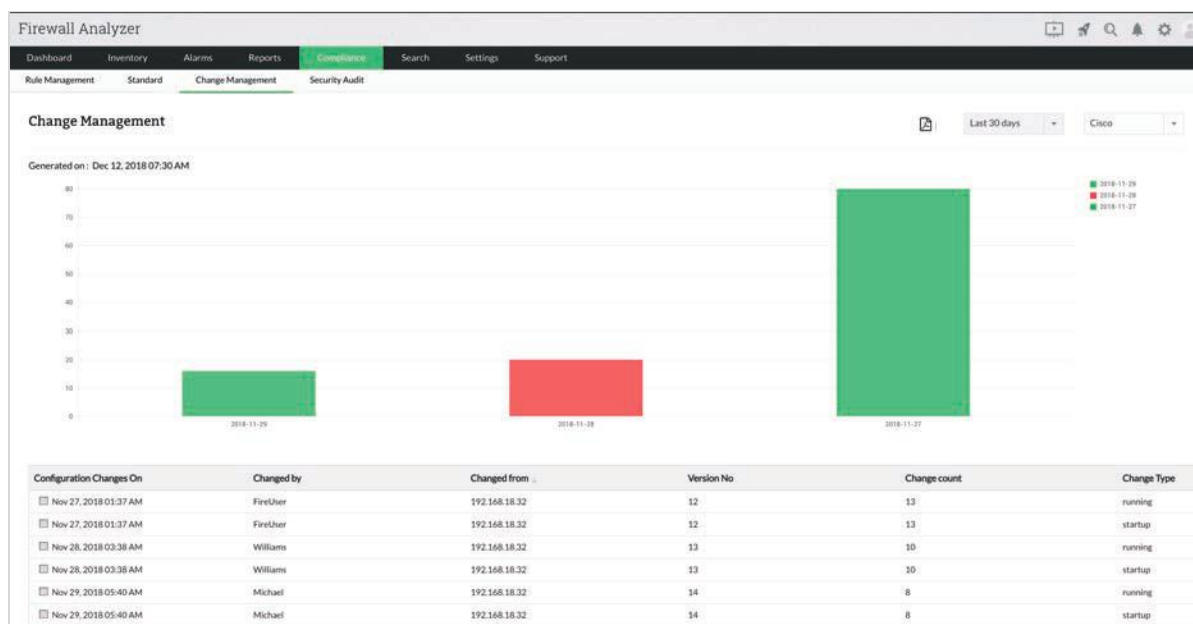 Firewall Analyzer
Dashboard Inventory Alarms Reports Compliance Search Settings Support
Rule Management Standard Change Management Security Audit
Change Management
Last 30 days Cisco
Generated on : Dec 12, 2018 07:30 AM
80
70
60
50
40
30
20
10
0
2018-11-29
2018-11-28
2018-11-27
2018-11-29 2018-11-28 2018-11-27
Configuration Changes On Changed by Changed from Version No Change count Change Type
Nov 27, 2018 01:37 AM FireUser 192.168.18.32 12 13 running
Nov 27, 2018 01:37 AM FireUser 192.168.18.32 12 13 startup
Nov 28, 2018 03:38 AM Williams 192.168.18.32 13 10 running
Nov 28, 2018 03:38 AM Williams 192.168.18.32 13 10 startup
Nov 29, 2018 05:40 AM Michael 192.168.18.32 14 8 running
Nov 29, 2018 05:40 AM Michael 192.168.18.32 14 8 startup